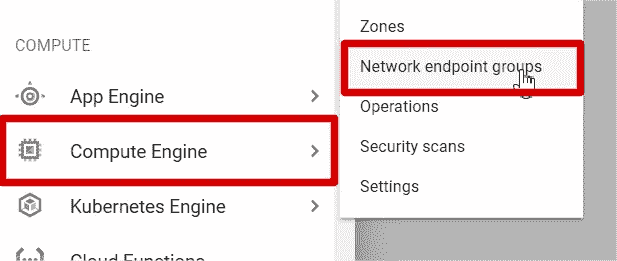 COMPUTE
App Engine
Compute Engine
Kubernetes Engine
Cloud Functions
Zones
Network endpoint groups
Operations
Security scans
Settings